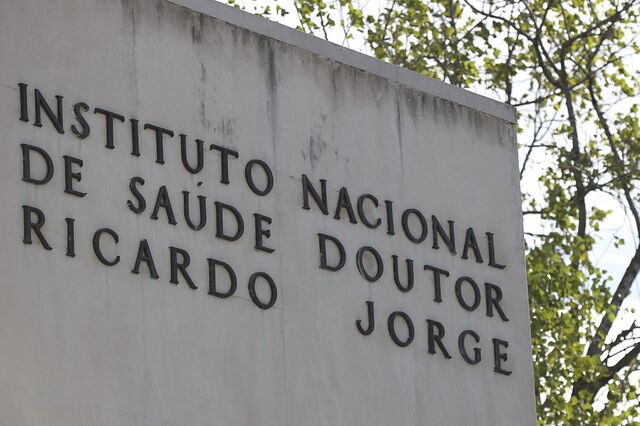 INSTITUTO NACIONAL
DE SAÚDE DOUTOR
RICARDO JORGE